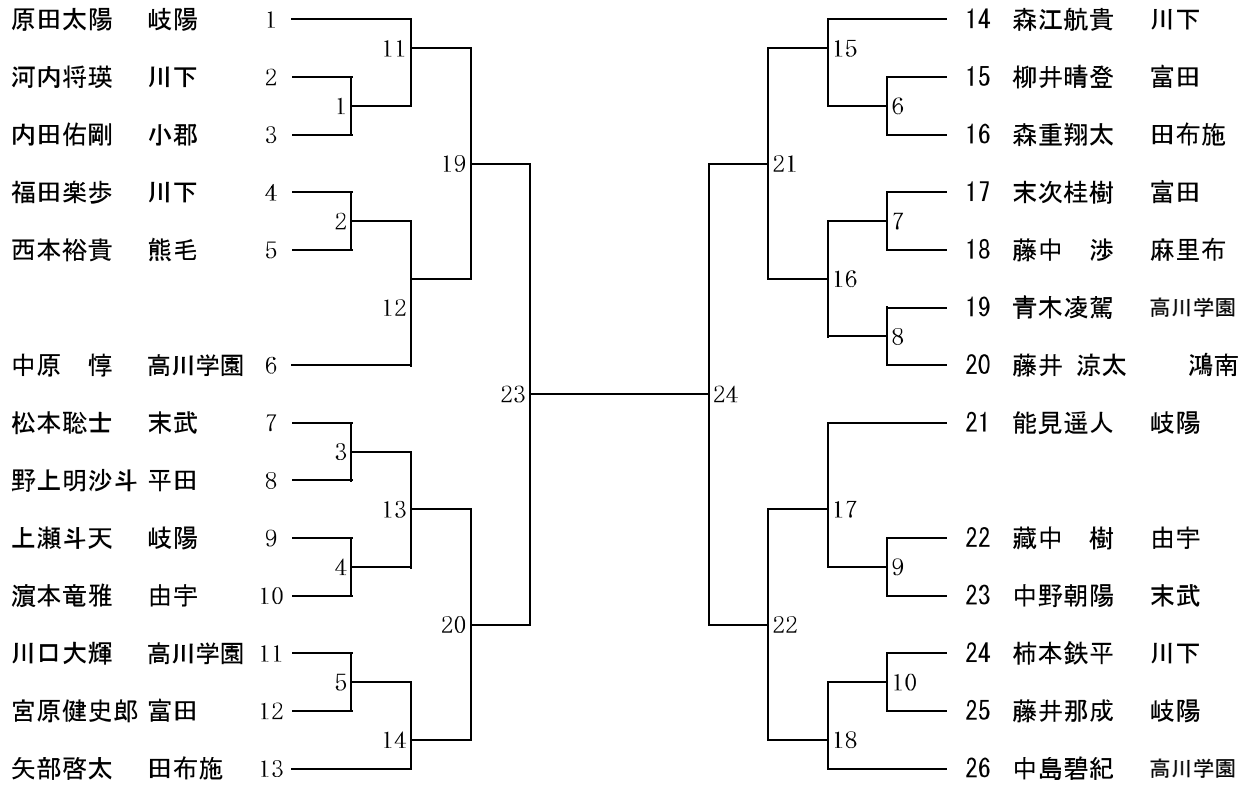 原田太陽 岐陽 1
河内将瑛 川下 2
内田佑剛 小郡 3
福田楽歩 川下 4
西本裕貴 熊毛 5
中原 惇 高川学園 6
松本聡士 末武 7
野上明沙斗 平田 8
上瀬斗天 岐陽 9
濵本竜雅 由宇 10
川口大輝 高川学園 11
宮原健史郎 富田 12
矢部啓太 田布施 13
1
2
3
4
5
11
12
13
14
19
20
23
24
21
22
15
16
17
18
6
7
8
9
10
14 森江航貴 川下
15 柳井晴登 富田
16 森重翔太 田布施
17 末次桂樹 富田
18 藤中 渉 麻里布
19 青木凌駕 高川学園
20 藤井 涼太 鴻南
21 能見遥人 岐陽
22 藏中 樹 由宇
23 中野朝陽 末武
24 柿本鉄平 川下
25 藤井那成 岐陽
26 中島碧紀 高川学園